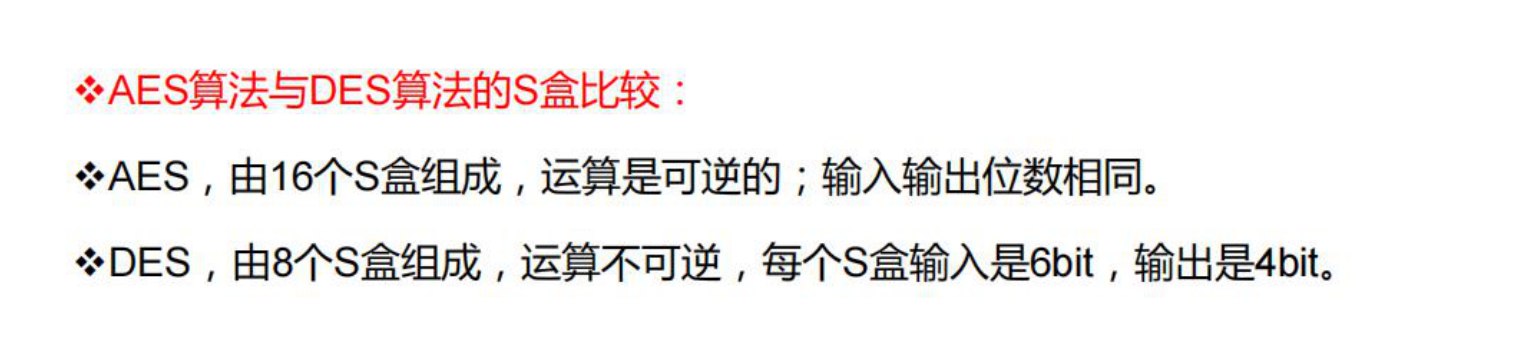 ❖AES算法与DES算法的S盒比较：
❖AES，由16个S盒组成，运算是可逆的；输入输出位数相同。
❖DES，由8个S盒组成，运算不可逆，每个S盒输入是6bit，输出是4bit。